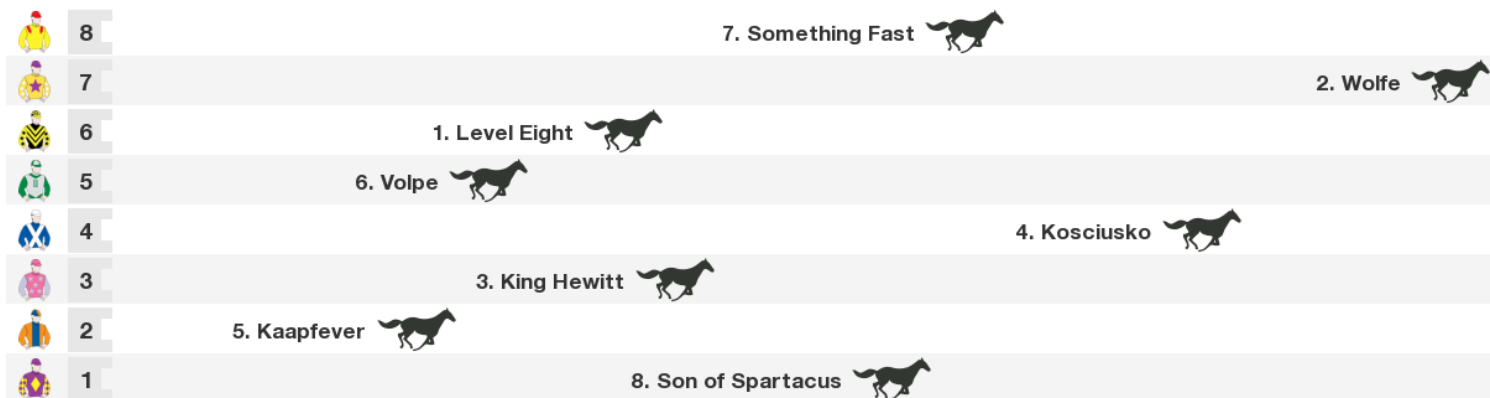 8 7. Something Fast
7 2. Wolfe
6 1. Level Eight
5 6. Volpe
4 4. Kosciusko
3 3. King Hewitt
2 5. Kaapfever
1 8. Son of Spartacus